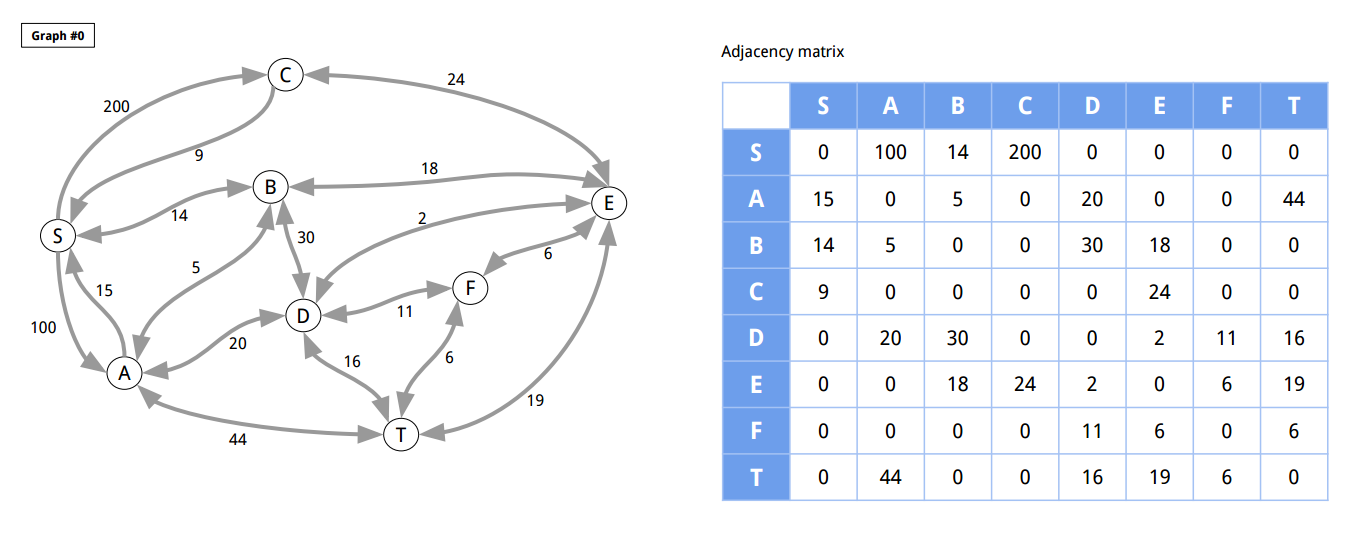 Graph #0
C
24
200
9
18
B
2
E
14
S
30
5
6
F
15
D
11
100
20
16
6
A
19
T
44
Adjacency matrix
S A B C D E F T
S 0 100 14 200 0 0 0 0
A 15 0 5 0 20 0 0 44
B 14 5 0 0 30 18 0 0
C 9 0 0 0 0 24 0 0
D 0 20 30 0 0 2 11 16
E 0 0 18 24 2 0 6 19
F 0 0 0 0 11 6 0 6
T 0 44 0 0 16 19 6 0